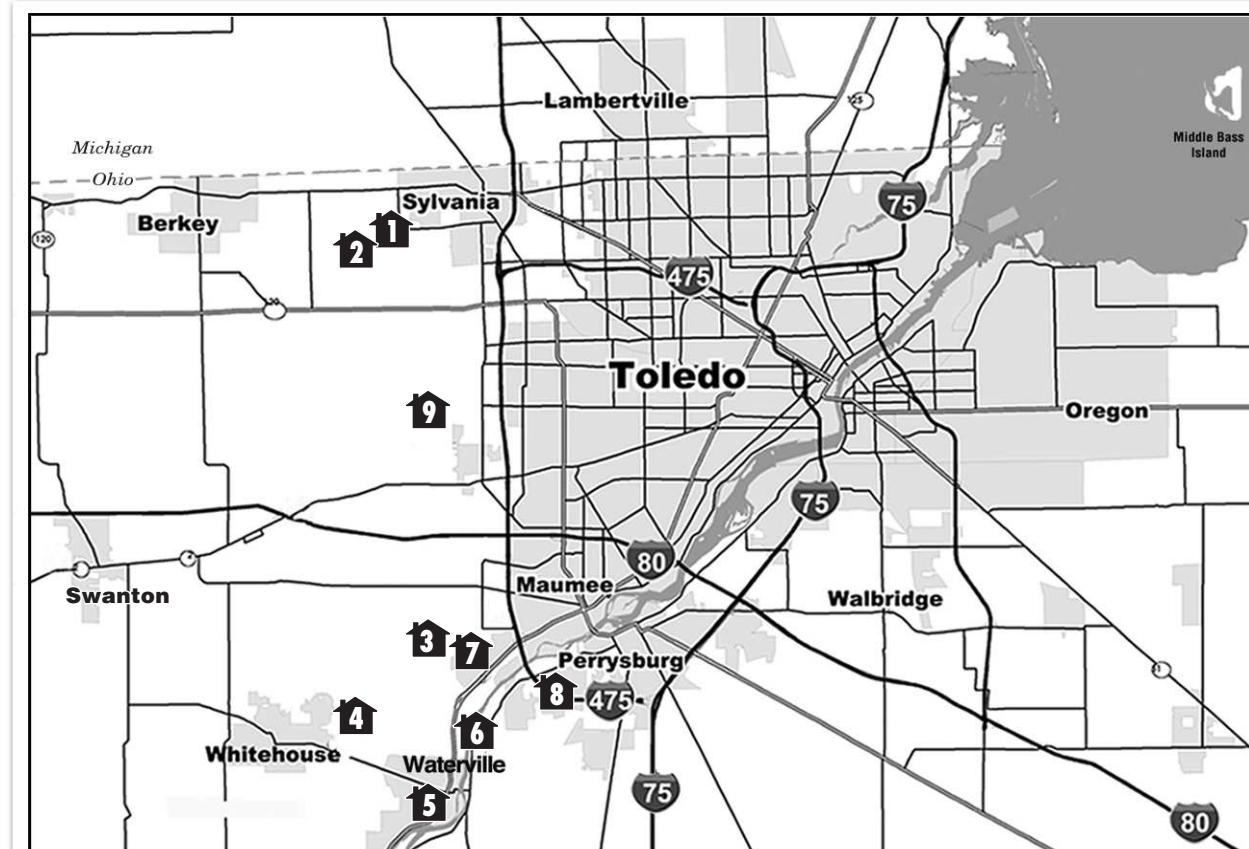 Lambertville
Middle Bass
Island
Michigan
Ohio
Sylvania
75
Berkey
1
2
120
475
Toledo
9
Oregon
75
80
Maumee
Swanton
Walbridge
3
7
Perrysburg
8
475
4
6
Whitehouse
Waterville
5
75
80